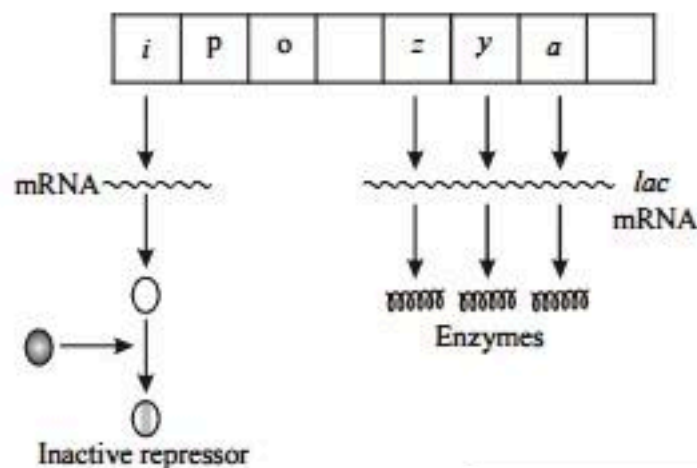 i p o z y a
mRNA
lac
mRNA
Enzymes
Inactive repressor